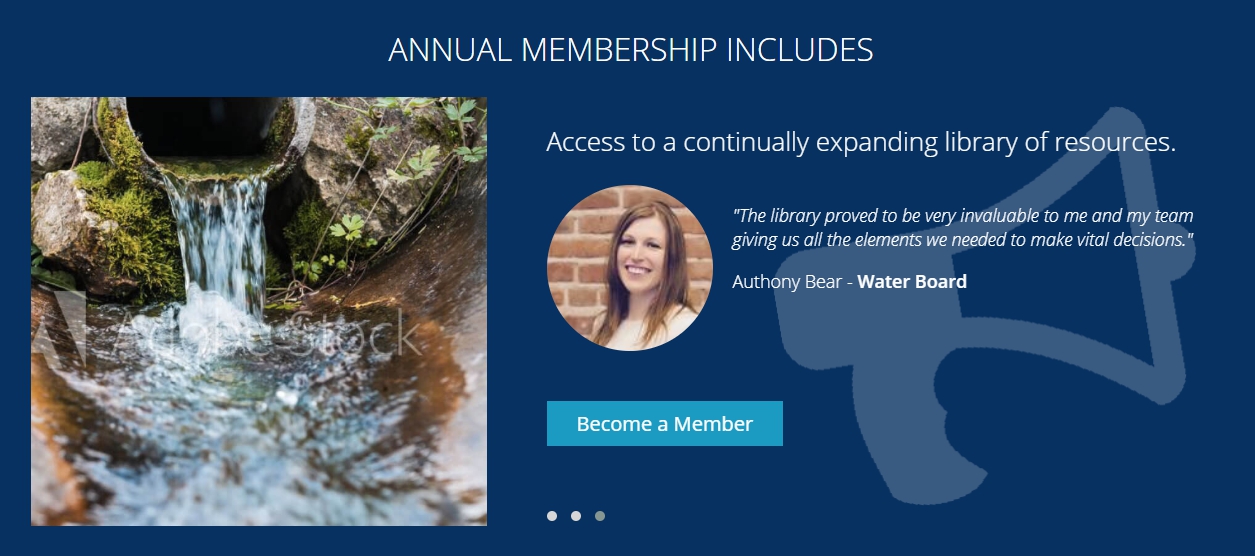 ANNUAL MEMBERSHIP INCLUDES
Access to a continually expanding library of resources.
"The library proved to be very invaluable to me and my team
giving us all the elements we needed to make vital decisions."
Authony Bear - Water Board
Adobe Stock
Become a Member